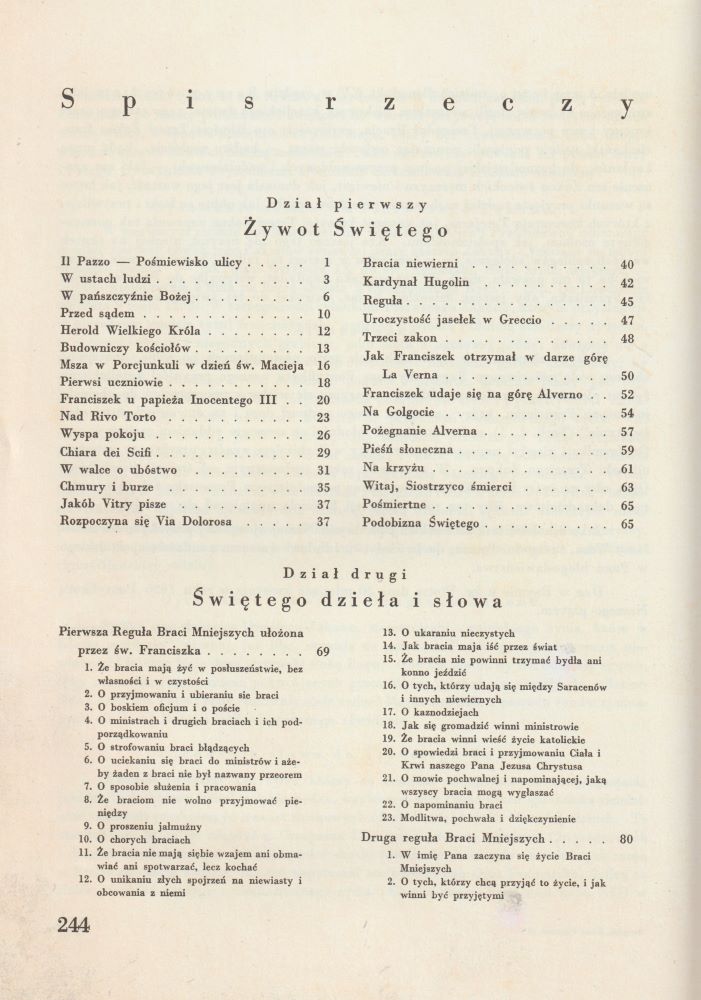 Spis rzeczy
Dział pierwszy
Żywot Świętego
Il Pazzo — Pośmiewisko ulicy . . . . . 1
W ustach ludzi . . . . . . . . . . . . 3
W pańszczyźnie Bożej . . . . . . . . . 6
Przed sądem . . . . . . . . . . . . . 10
Herold Wielkiego Króla . . . . . . . . 12
Budowniczy kościołów . . . . . . . . . 13
Msza w Porcjunkuli w dzień św. Macieja 16
Pierwsi uczniowie . . . . . . . . . . . 18
Franciszek u papieża Inocentego III . . 20
Nad Rivo Torto . . . . . . . . . . . 23
Wyspa pokoju . . . . . . . . . . . . 26
Chiara dei Scifi . . . . . . . . . . . . 29
W walce o ubóstwo . . . . . . . . . 31
Chmury i burze . . . . . . . . . . . 35
Jakób Vitry pisze . . . . . . . . . . 37
Rozpoczyna się Via Dolorosa . . . . . 37
Bracia niewierni . . . . . . . . . . . 40
Kardynał Hugolin . . . . . . . . . . 42
Reguła . . . . . . . . . . . . . . . . 45
Uroczystość jasełek w Greccio . . . . . 47
Trzeci zakon . . . . . . . . . . . . . 48
Jak Franciszek otrzymał w darze górę
La Verna . . . . . . . . . . . . . 50
Franciszek udaje się na górę Alverno . . 52
Na Golgocie . . . . . . . . . . . . . 54
Pożegnanie Alverna . . . . . . . . . . 57
Pieśń słoneczna . . . . . . . . . . . . 59
Na krzyżu . . . . . . . . . . . . . . 61
Witaj, Siostrzyco śmierci . . . . . . . 63
Pośmiertne . . . . . . . . . . . . . . 65
Podobizna Świętego . . . . . . . . . . 65
Dział drugi
Świętego dzieła i słowa
Pierwsza Reguła Braci Mniejszych ułożona
przez św. Franciszka . . . . . . . . 69
1. Że bracia mają żyć w posłuszeństwie, bez
własności i w czystości
2. O przyjmowaniu i ubieraniu sie braci
3. O boskiem oficjum i o poście
4. O ministrach i drugich braciach i ich pod-
porządkowaniu
5. O strofowaniu braci błądzących
6. O uciekaniu się braci do ministrów i aże-
by żaden z braci nie był nazwany przeorem
7. O sposobie służenia i pracowania
8. Że braciom nie wolno przyjmować pie-
niędzy
9. O proszeniu jałmużny
10. O chorych braciach
11. Że bracia nie mają siębie wzajem ani obma-
wiać ani spotwarzać, lecz kochać
12. O unikaniu złych spojrzeń na niewiasty i
obcowania z niemi
13. O ukaraniu nieczystych
14. Jak bracia maja iść przez świat
15. Że bracia nie powinni trzymać bydła ani
konno jeździć
16. O tych, którzy udają się między Saracenów
i innych niewiernych
17. O kaznodziejach
18. Jak się gromadzić winni ministrowie
19. Że bracia winni wieść życie katolickie
20. O spowiedzi braci i przyjmowaniu Ciała i
Krwi naszego Pana Jezusa Chrystusa
21. O mowie pochwalnej i napominającej, jaką
wszyscy bracia mogą wygłaszać
22. O napominaniu braci
23. Modlitwa, pochwała i dziękczynienie
Druga reguła Braci Mniejszych . . . . . 80
1. W imię Pana zaczyna się życie Braci
Mniejszych
2. O tych, którzy chcą przyjąć to życie, i jak
winni być przyjętymi
244